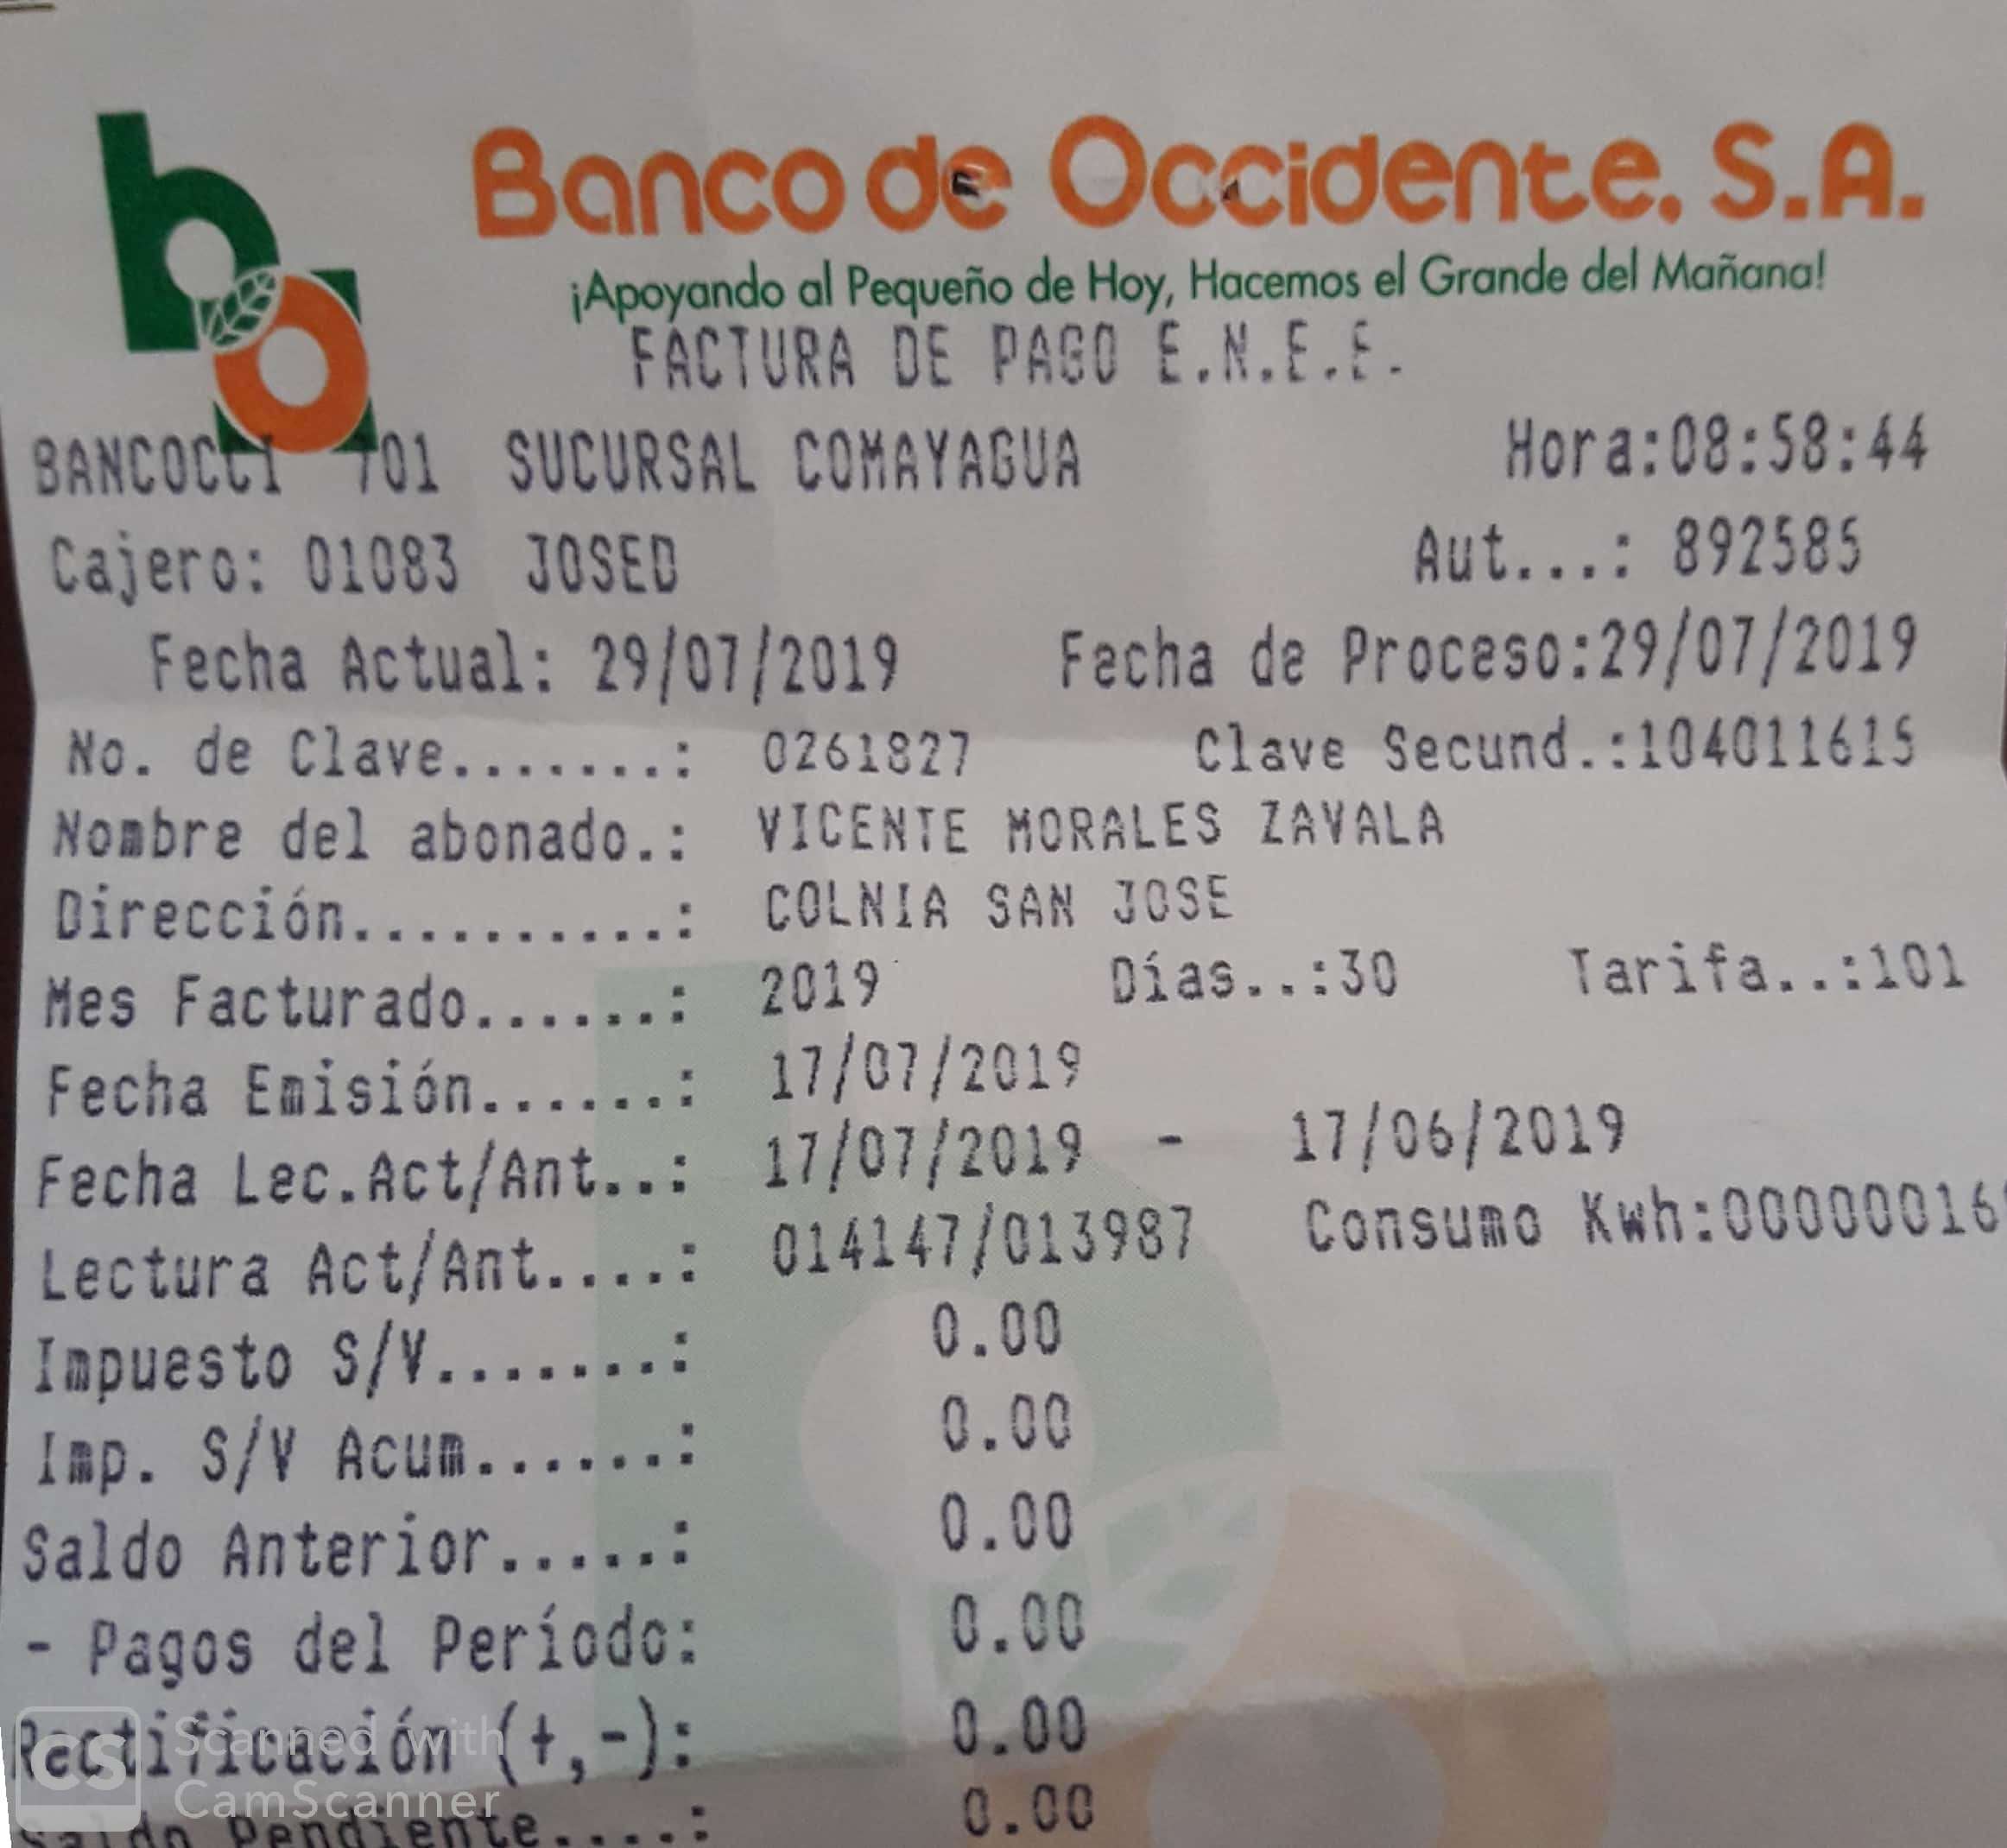 Banco de Occidente, S.A.
¡Apoyando al Pequeño de Hoy, Hacemos el Grande del Mañana!
FACTURA DE PAGO E.N.E.E.
BANCOCCI 701 SUCURSAL COMAYAGUA Hora:08:58:44
Cajero: 01083 JOSED Aut...: 892585
Fecha Actual: 29/07/2019 Fecha de Proceso:29/07/2019
No. de Clave.......: 0261827 Clave Secund.:104011615
Nombre del abonado.: VICENTE MORALES ZAVALA
Dirección...........: COLNIA SAN JOSE
Mes Facturado......: 2019 Días..:30 Tarifa..:101
Fecha Emisión......: 17/07/2019
Fecha Lec.Act/Ant..: 17/07/2019 - 17/06/2019
Lectura Act/Ant....: 014147/013987 Consumo Kwh:00000016
Impuesto S/V.......: 0.00
Imp. S/V Acum......: 0.00
Saldo Anterior.....: 0.00
- Pagos del Período: 0.00
Rectificación (+,-): 0.00
Saldo Pendiente....: 0.00
CS Scanned with
CamScanner